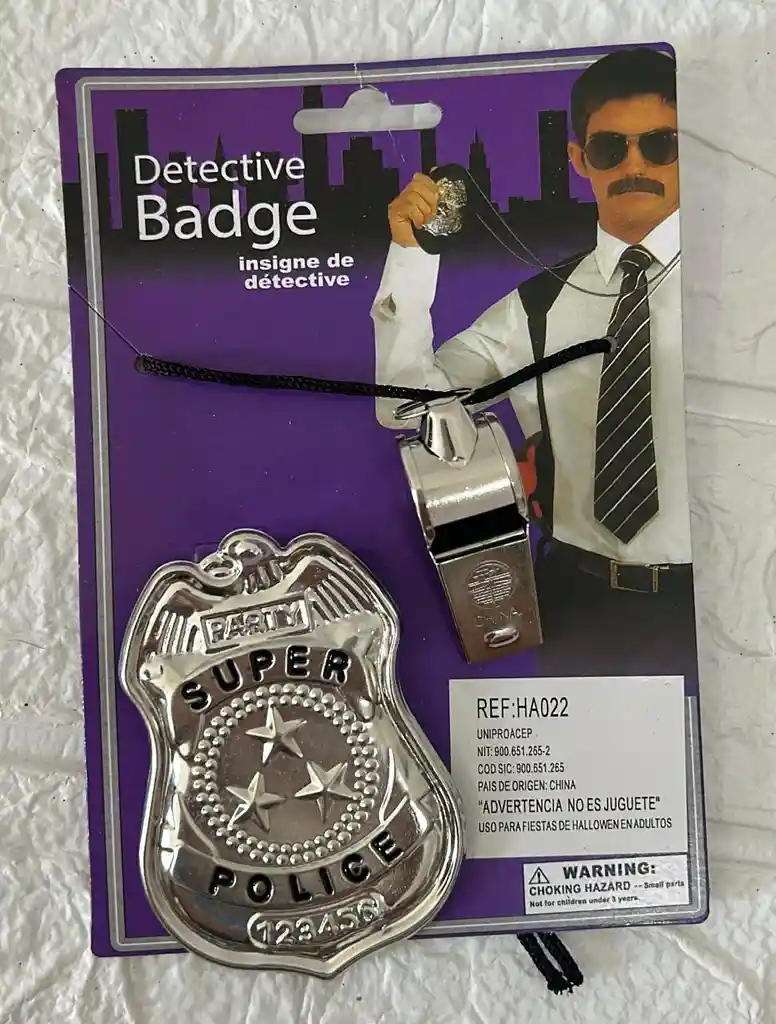 Detective
Badge
insigne de
détective
CHINA
PARTY
SUPER
POLICE
123456
REF:HA022
UNIPROACEP
NIT: 900.651.265-2
COD SIC: 900.651.265
PAIS DE ORIGEN: CHINA
"ADVERTENCIA NO ES JUGUETE"
USO PARA FIESTAS DE HALLOWEN EN ADULTOS
WARNING:
CHOKING HAZARD -- Small parts
Not for children under 3 years.